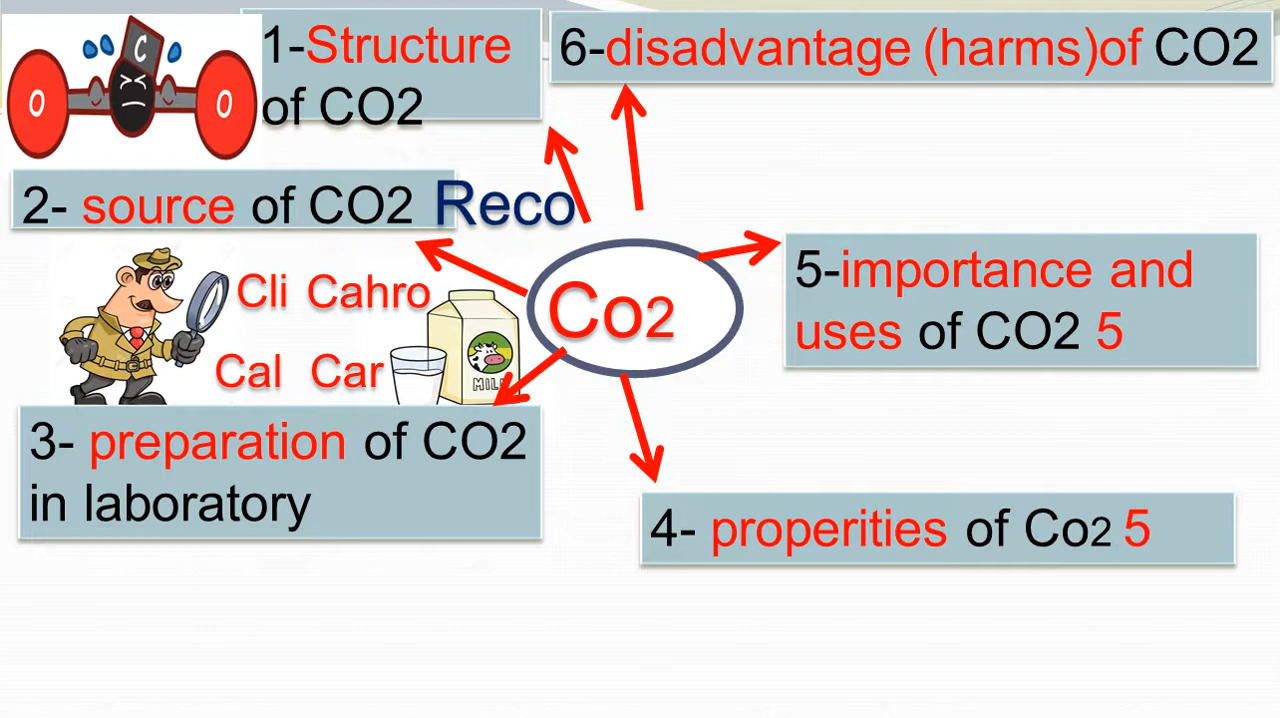 O C O
1-Structure
of CO2
6-disadvantage (harms)of CO2
2- source of CO2 Reco
Cli Cahro
Cal Car
MILK
Co2
5-importance and
uses of CO2 5
3- preparation of CO2
in laboratory
4- properities of Co2 5